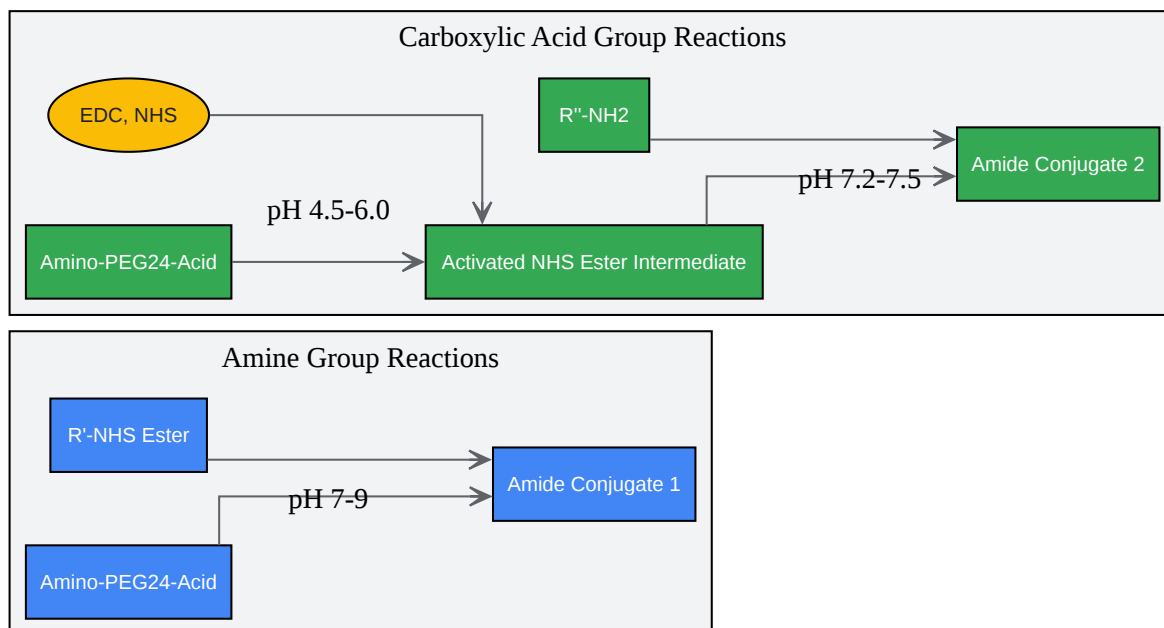 Carboxylic Acid Group Reactions
EDC, NHS
R''-NH2
Amide Conjugate 2
pH 7.2-7.5
pH 4.5-6.0
Amino-PEG24-Acid
Activated NHS Ester Intermediate
Amine Group Reactions
R'-NHS Ester
Amide Conjugate 1
pH 7-9
Amino-PEG24-Acid